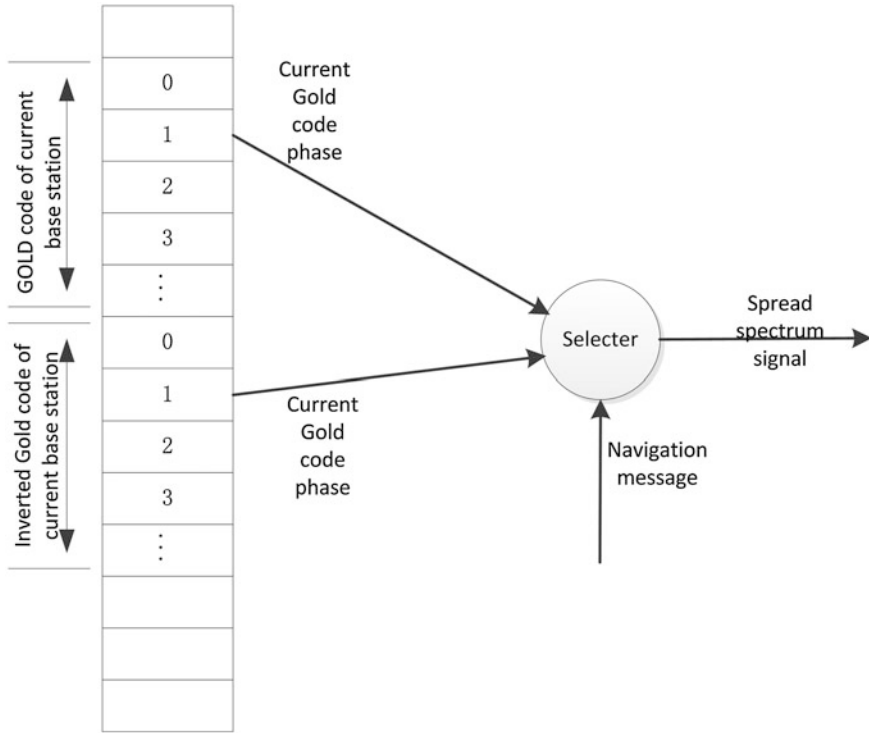 GOLD code of current
base station
Inverted Gold code of
current base station
0
1
2
3
⋮
0
1
2
3
⋮
Current
Gold
code
phase
Current
Gold
code
phase
Selecter
Navigation
message
Spread
spectrum
signal